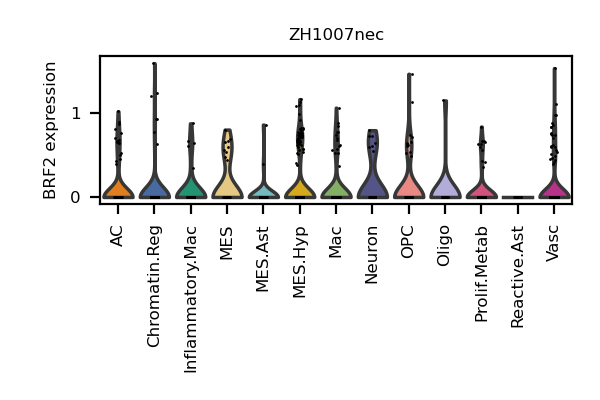 ZH1007nec
BRF2 expression
1
0
AC
Chromatin.Reg
Inflammatory.Mac
MES
MES.Ast
MES.Hyp
Mac
Neuron
OPC
Oligo
Prolif.Metab
Reactive.Ast
Vasc